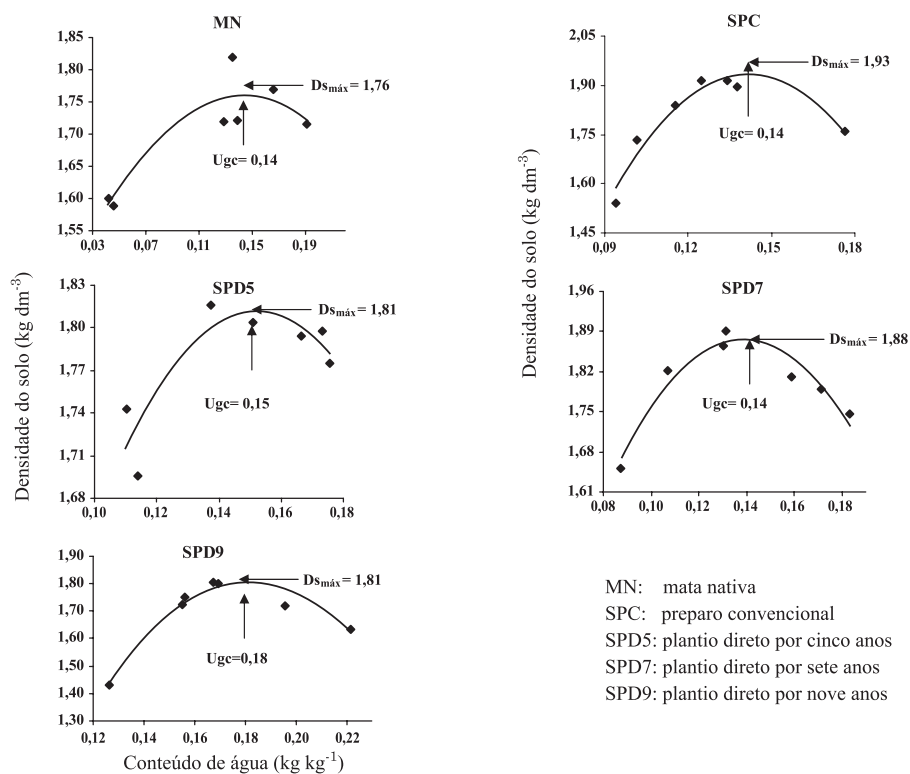 MN
1,85
1,80
1,75
1,70
1,65
1,60
1,55
0,03 0,07 0,11 0,15 0,19
Dsmáx= 1,76
Ugc= 0,14
SPC
2,05
1,90
1,75
1,60
1,45
0,09 0,12 0,15 0,18
Dsmáx= 1,93
Ugc= 0,14
Densidade do solo (kg dm-3)
SPD5
1,83
1,80
1,77
1,74
1,71
1,68
0,10 0,12 0,14 0,16 0,18
Dsmáx= 1,81
Ugc= 0,15
Densidade do solo (kg dm-3)
SPD7
1,96
1,89
1,82
1,75
1,68
1,61
0,08 0,10 0,12 0,14 0,16 0,18
Dsmáx= 1,88
Ugc= 0,14
SPD9
1,90
1,80
1,70
1,60
1,50
1,40
1,30
0,12 0,14 0,16 0,18 0,20 0,22
Dsmáx= 1,81
Ugc=0,18
Conteúdo de água (kg kg-1)
MN: mata nativa
SPC: preparo convencional
SPD5: plantio direto por cinco anos
SPD7: plantio direto por sete anos
SPD9: plantio direto por nove anos